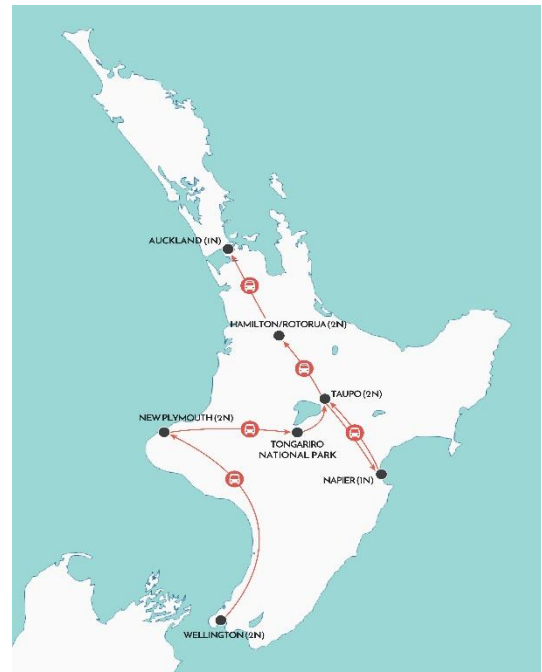 AUCKLAND (1N)
HAMILTON/ROTORUA (2N)
TAUPO (2N)
NEW PLYMOUTH (2N)
TONGARIRO
NATIONAL PARK
NAPIER (1N)
WELLINGTON (2N)